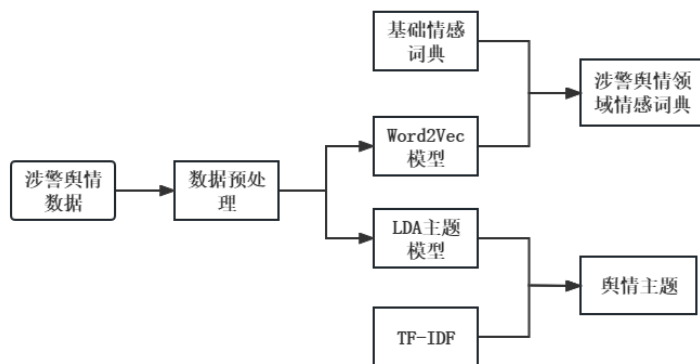 基础情感
词典
涉警舆情领
域情感词典
Word2Vec
模型
涉警舆情
数据
数据预处
理
LDA主题
模型
舆情主题
TF-IDF